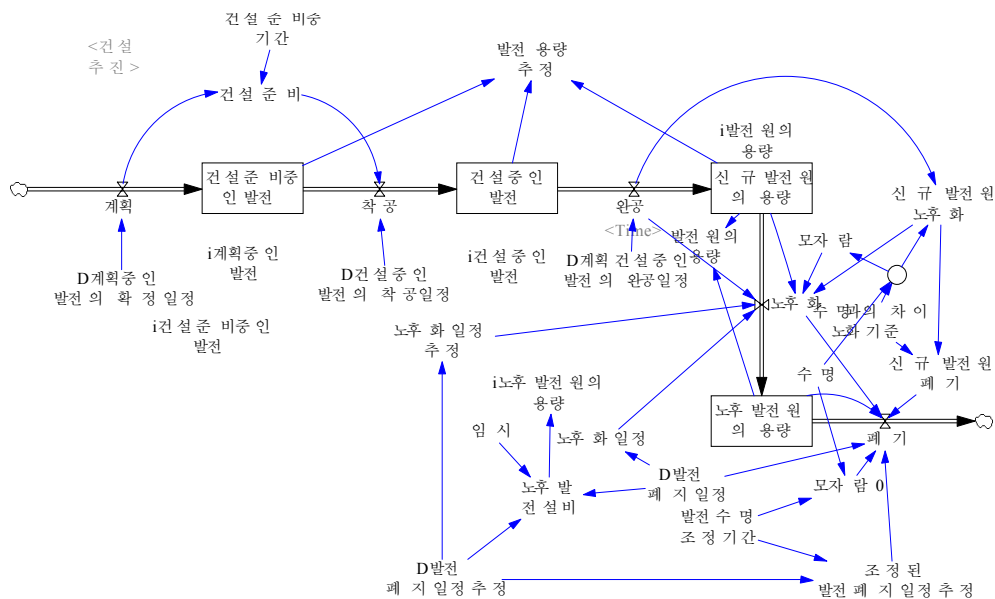 건설 준 비중
기간
<건설
추진>
발전 용량
추정
건설 준 비
i발전 원의
용량
건설준 비중
인 발전
건설중 인
발전
신 규 발전 원
의 용량
계획
착 공
완공
신 규 발전 원
노후 화
<Time>
발전 원의
용량
모자 람
i계획중 인
발전
i건설중 인
발전
D계획중 인
발전 의 확 정 일정
D건설중 인
발전 의 착 공일정
D계획 건설중 인
발전 의 완공일정
노후 화
수 명과의 차 이
노화 기준
i건설준 비중 인
발전
노후 화 일정
추정
신 규 발전 원
폐 기
수 명
i노후 발전 원의
용량
노후 발전 원
의 용량
임 시
노후 화 일정
폐 기
D발전
폐 지 일정
노후 발
전 설비
모자 람 0
발전 수 명
조정 기간
D발전
폐 지 일정 추정
조 정 된
발전 폐 지 일정 추정